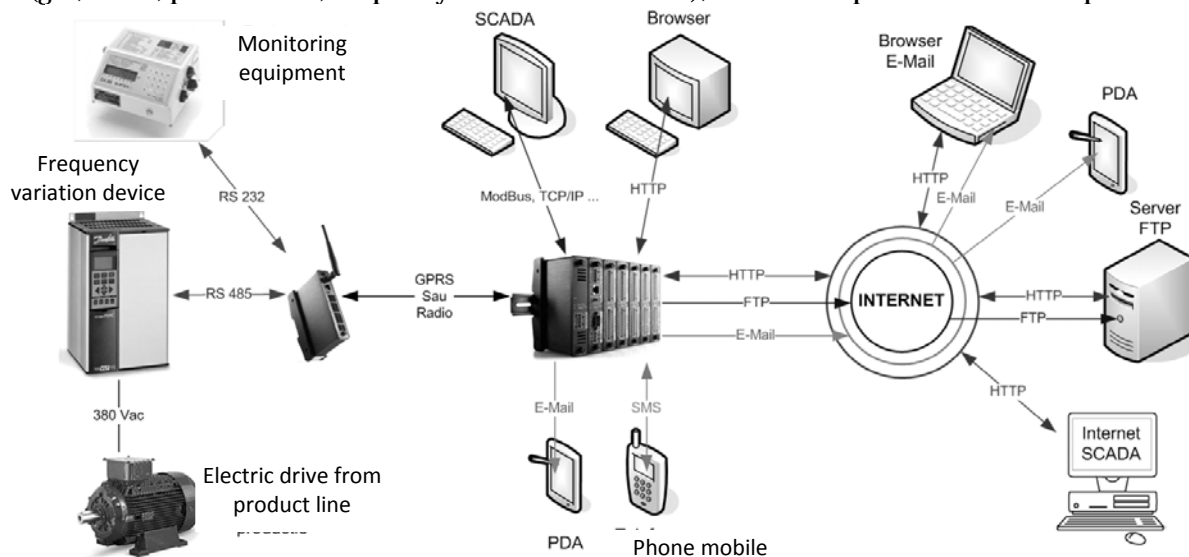 SCADA
Browser
Monitoring
equipment
Browser
E-Mail
PDA
Frequency
variation device
RS 232
ModBus, TCP/IP ...
HTTP
HTTP
E-Mail
E-Mail
Server
FTP
Danfoss
RS 485
GPRS
Sau
Radio
HTTP
FTP
E-Mail
INTERNET
HTTP
FTP
380 Vac
E-Mail
SMS
HTTP
Internet
SCADA
Electric drive from
product line
PDA
Phone mobile